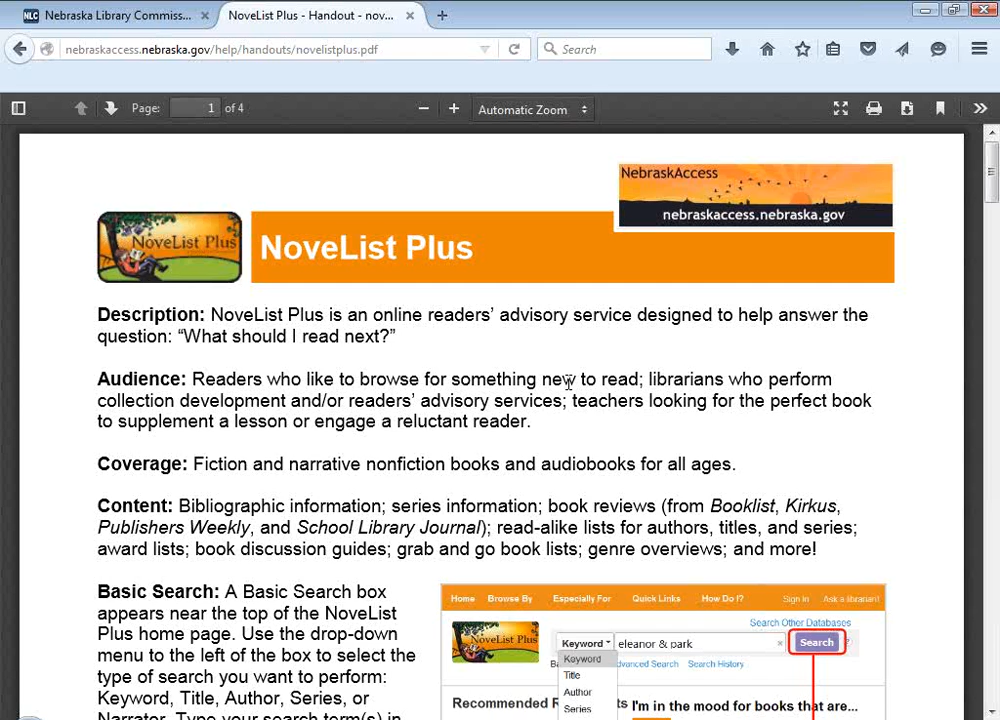 NLC Nebraska Library Commiss... × NoveList Plus - Handout - nov... × +
nebraskaccess.nebraska.gov/help/handouts/novelistplus.pdf Search
Page: 1 of 4 Automatic Zoom
NebraskAccess
nebraskaccess.nebraska.gov
NoveList Plus NoveList Plus
Description: NoveList Plus is an online readers’ advisory service designed to help answer the
question: “What should I read next?”
Audience: Readers who like to browse for something new to read; librarians who perform
collection development and/or readers’ advisory services; teachers looking for the perfect book
to supplement a lesson or engage a reluctant reader.
Coverage: Fiction and narrative nonfiction books and audiobooks for all ages.
Content: Bibliographic information; series information; book reviews (from Booklist, Kirkus,
Publishers Weekly, and School Library Journal); read-alike lists for authors, titles, and series;
award lists; book discussion guides; grab and go book lists; genre overviews; and more!
Basic Search: A Basic Search box
appears near the top of the NoveList
Plus home page. Use the drop-down
menu to the left of the box to select the
type of search you want to perform:
Keyword, Title, Author, Series, or
Narrator. Type your search term(s) in
Home Browse By Especially For Quick Links How Do I? Sign In Ask a librarian!
Search Other Databases
NoveList Plus Keyword eleanor & park × Search
Keyword Search History
Title
Author
Recommended I'm in the mood for books that are...
Series